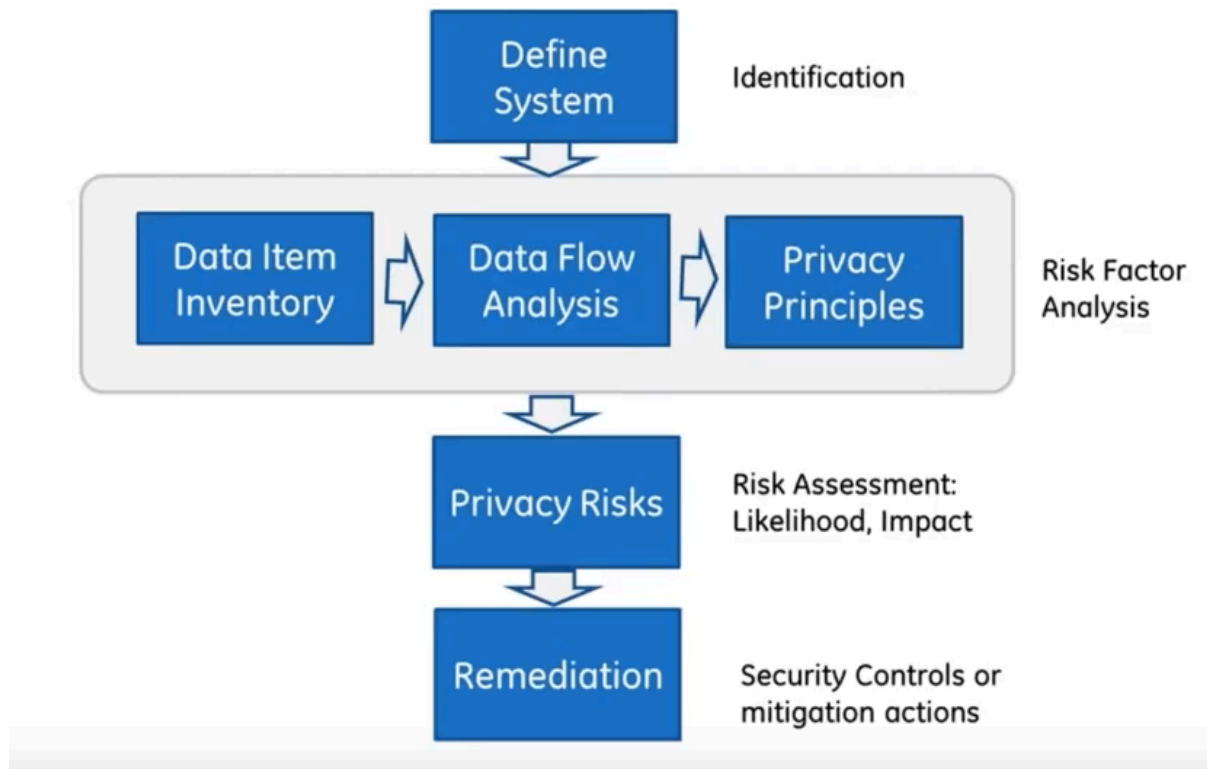 Define
System
Identification
Data Item
Inventory
Data Flow
Analysis
Privacy
Principles
Risk Factor
Analysis
Privacy Risks
Risk Assessment:
Likelihood, Impact
Remediation
Security Controls or
mitigation actions